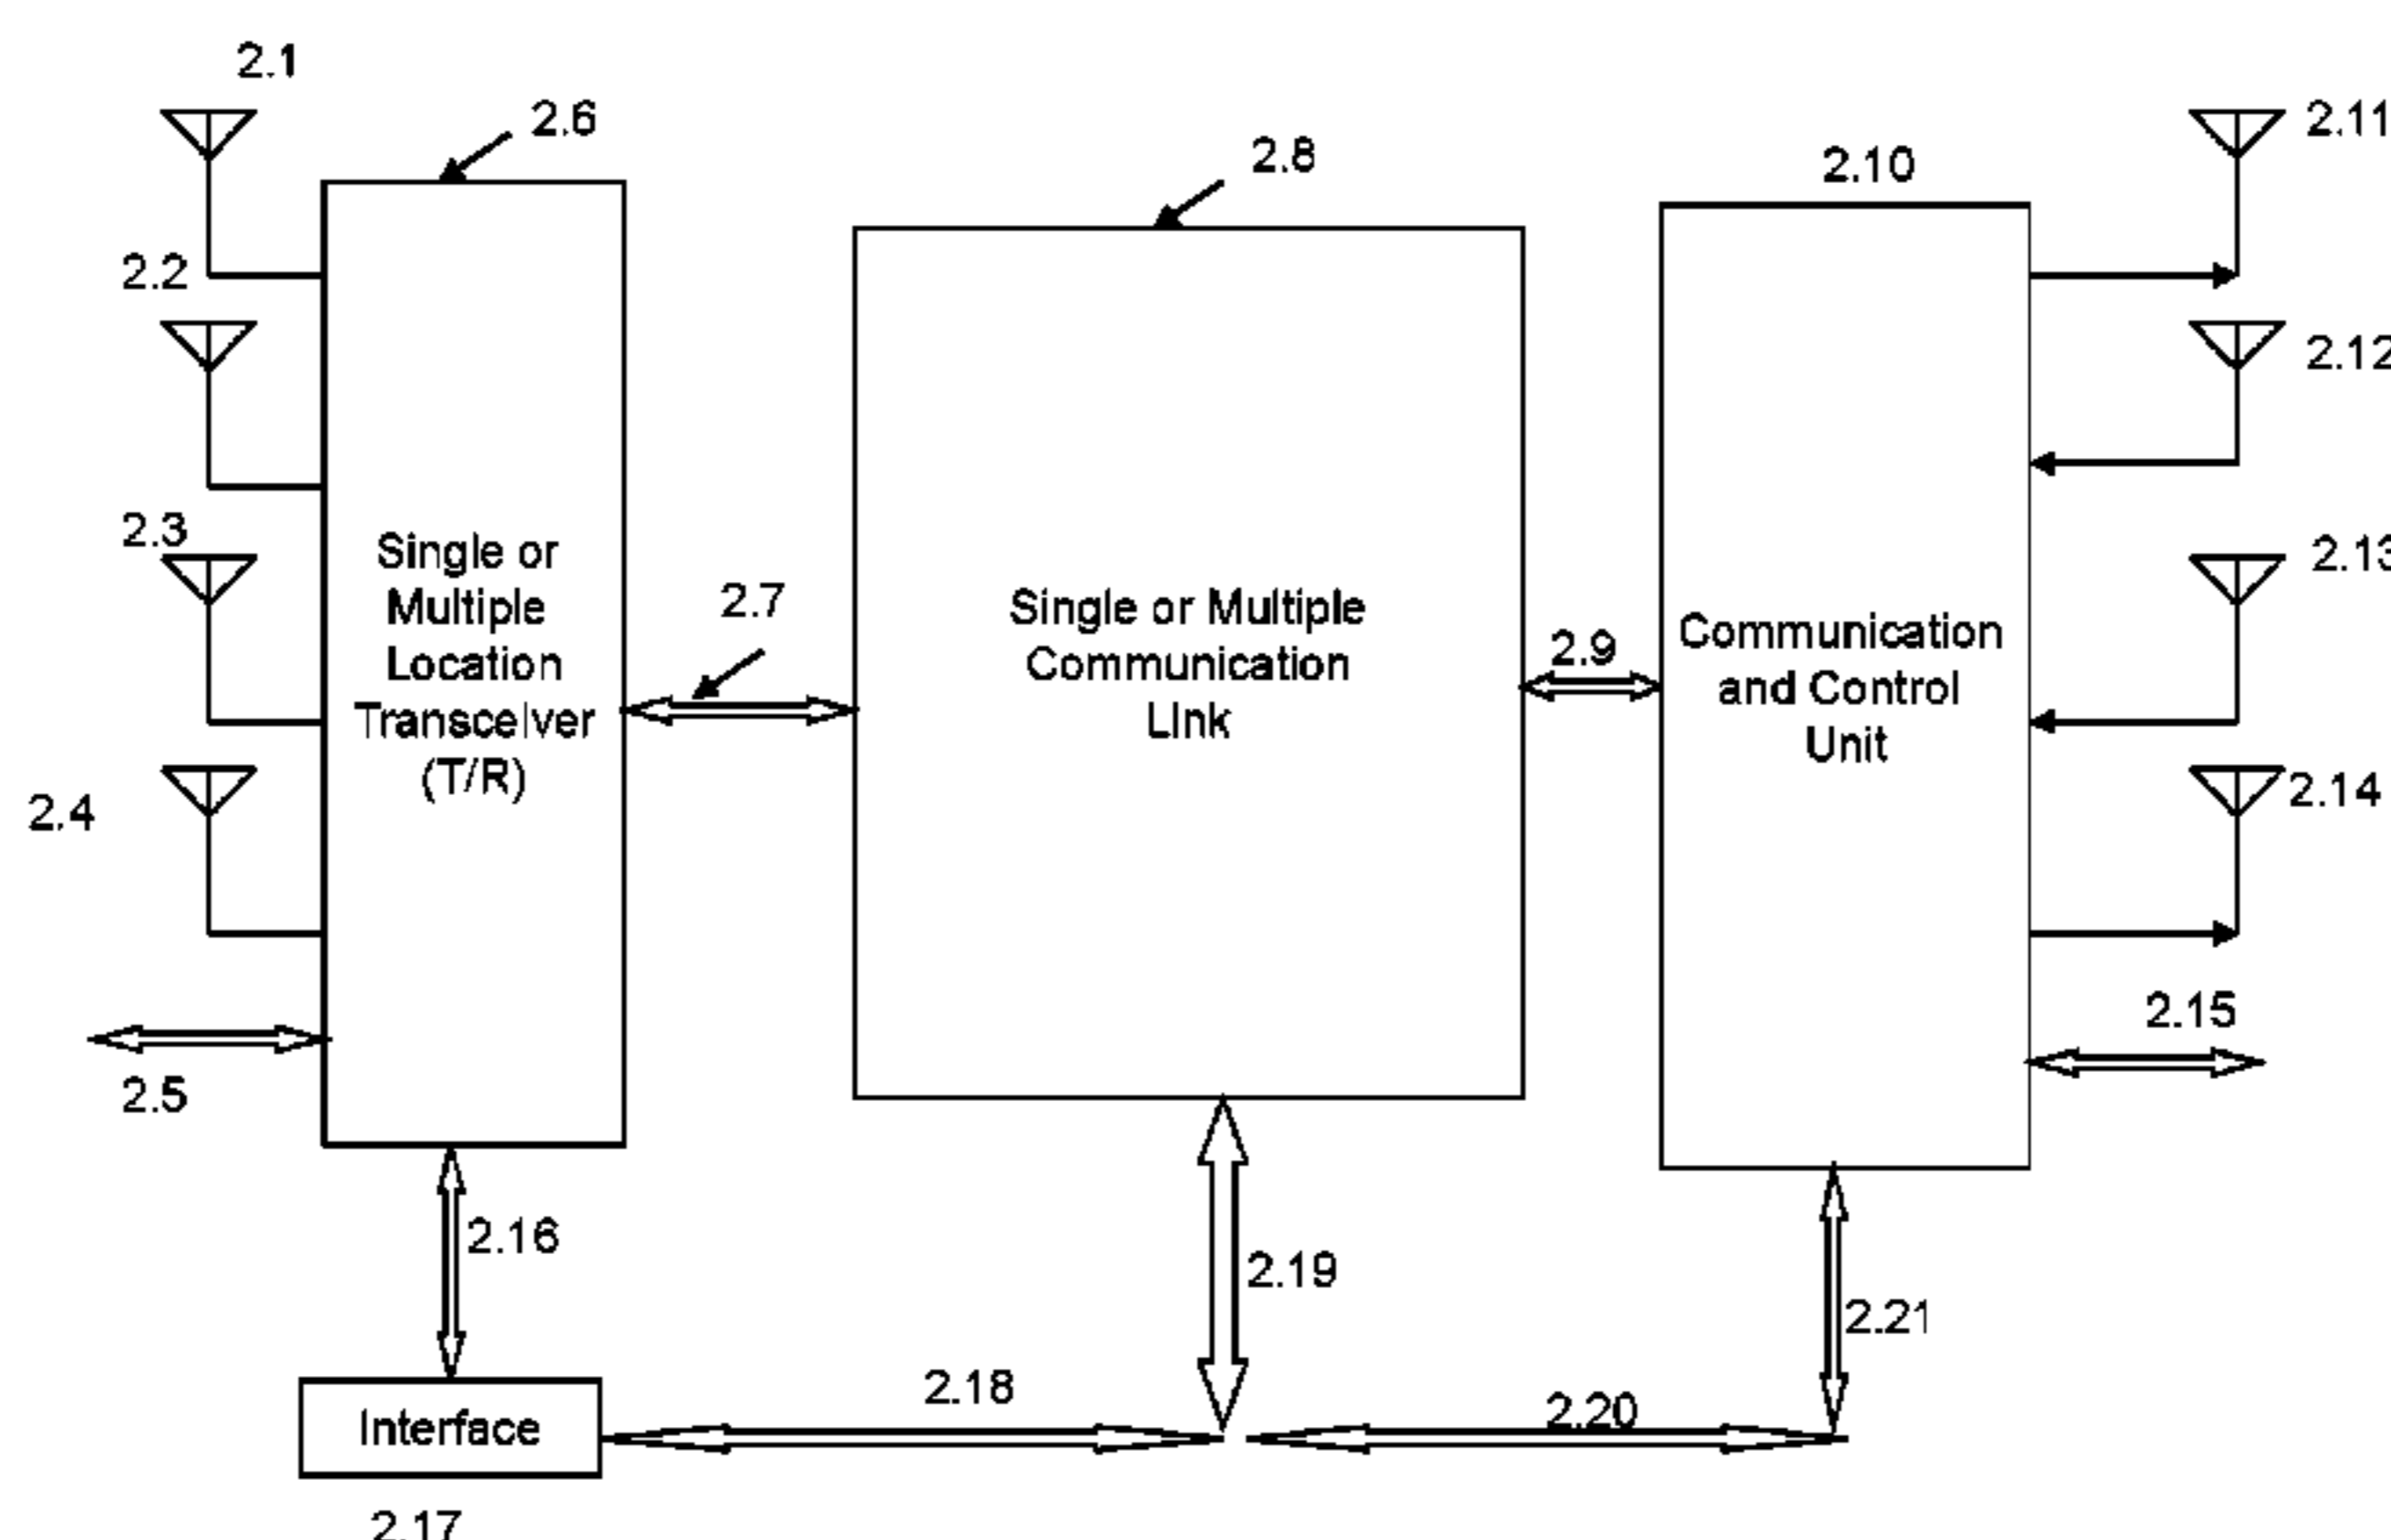 2.1
2.6
2.11
2.8
2.10
2.2
2.12
2.3
2.13
Single or
Multiple
Location
Transceiver
(T/R)
2.7
Single or Multiple
Communication
Link
2.9
Communication
and Control
Unit
2.4
2.14
2.5
2.15
2.16
2.19
2.21
2.18
2.20
Interface
2.17